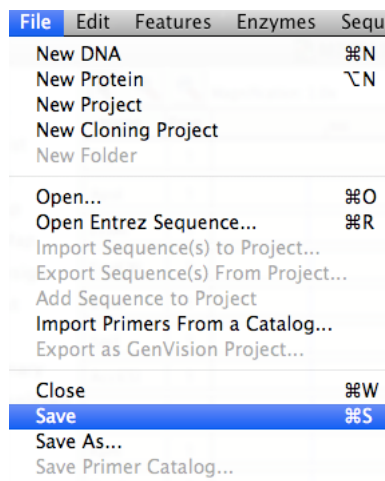 File Edit Features Enzymes Sequ
New DNA ⌘N
New Protein ⌥N
New Project
New Cloning Project
New Folder
Open... ⌘O
Open Entrez Sequence... ⌘R
Import Sequence(s) to Project...
Export Sequence(s) From Project...
Add Sequence to Project
Import Primers From a Catalog...
Export as GenVision Project...
Close ⌘W
Save ⌘S
Save As...
Save Primer Catalog...